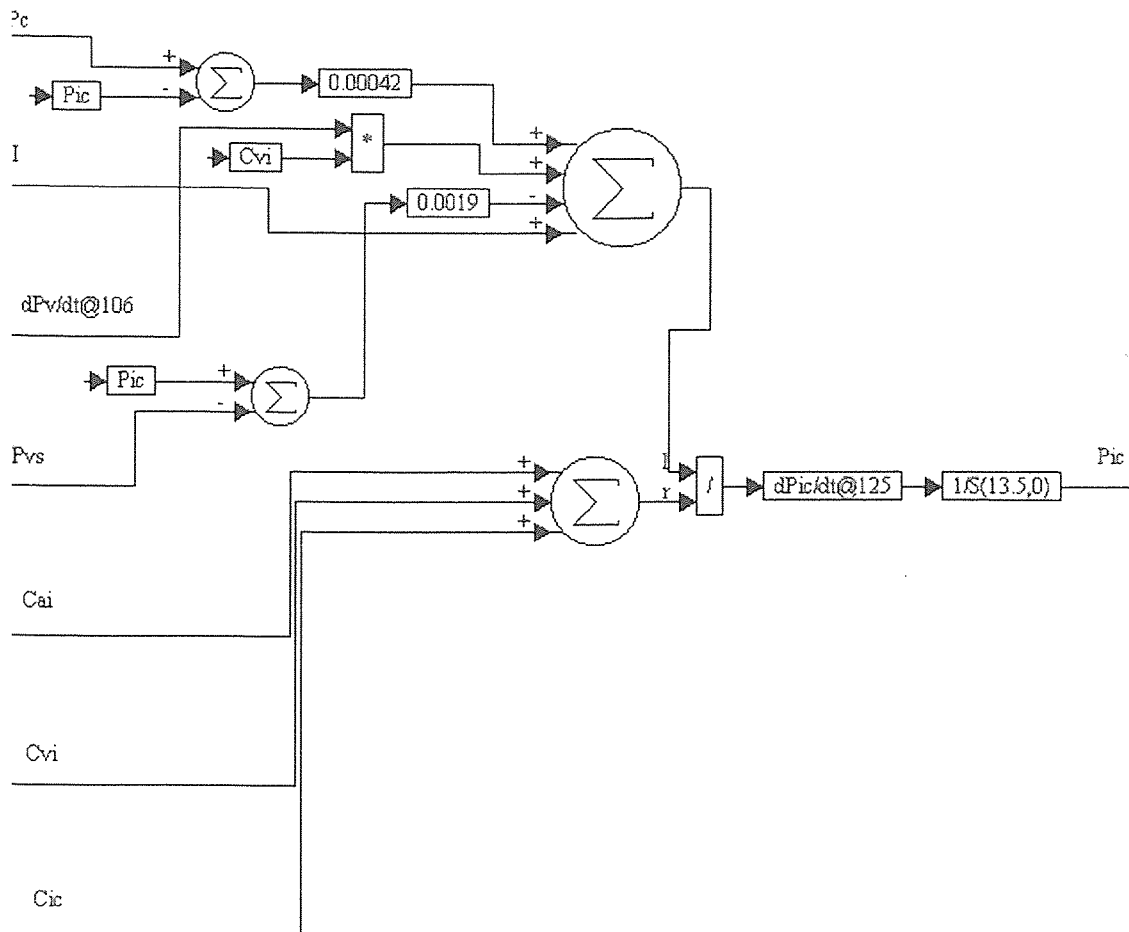 Pc
+
Pic
-
Σ
0.00042
I
Cvi
*
+
+
0.0019
-
+
Σ
dPv/dt@106
Pic
+
-
Σ
Pvs
+
+
+
Σ
l
r
/
dPic/dt@125
1/S(13.5,0)
Pic
Cai
Cvi
Cic